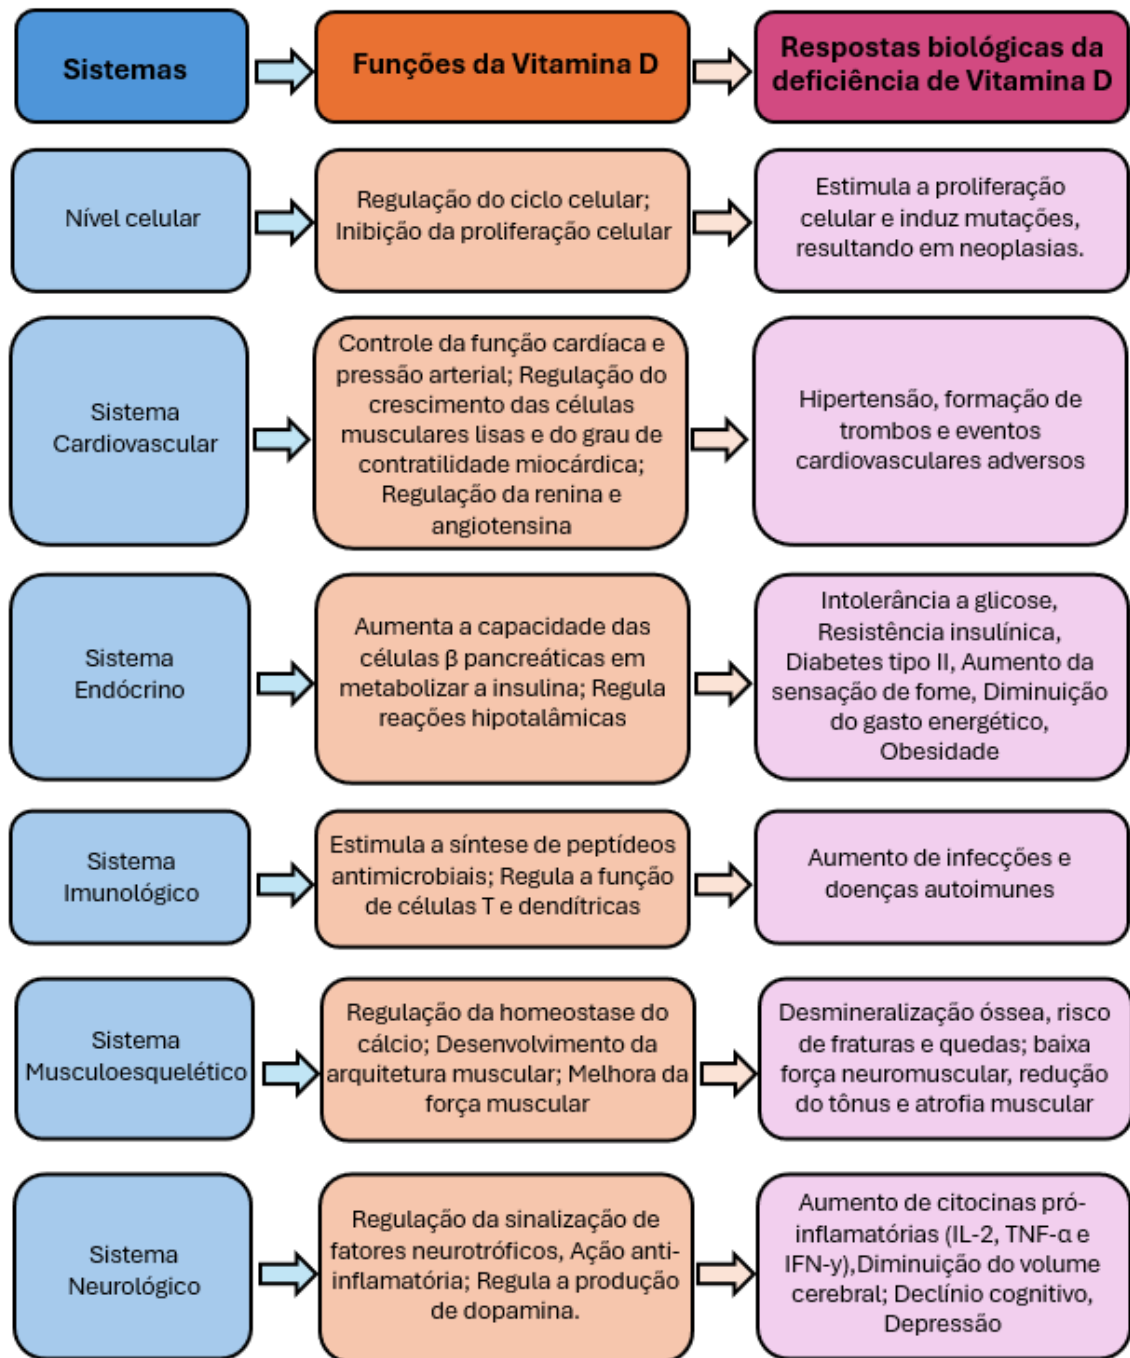 Sistemas
Funções da Vitamina D
Respostas biológicas da
deficiência de Vitamina D
Nível celular
Regulação do ciclo celular;
Inibição da proliferação celular
Estimula a proliferação
celular e induz mutações,
resultando em neoplasias.
Sistema
Cardiovascular
Controle da função cardíaca e
pressão arterial; Regulação do
crescimento das células
musculares lisas e do grau de
contratilidade miocárdica;
Regulação da renina e
angiotensina
Hipertensão, formação de
trombos e eventos
cardiovasculares adversos
Sistema
Endócrino
Aumenta a capacidade das
células β pancreáticas em
metabolizar a insulina; Regula
reações hipotalâmicas
Intolerância a glicose,
Resistência insulínica,
Diabetes tipo II, Aumento da
sensação de fome, Diminuição
do gasto energético,
Obesidade
Sistema
Imunológico
Estimula a síntese de peptídeos
antimicrobiais; Regula a função
de células T e dendítricas
Aumento de infecções e
doenças autoimunes
Sistema
Musculoesquelético
Regulação da homeostase do
cálcio; Desenvolvimento da
arquitetura muscular; Melhora da
força muscular
Desmineralização óssea, risco
de fraturas e quedas; baixa
força neuromuscular, redução
do tônus e atrofia muscular
Sistema
Neurológico
Regulação da sinalização de
fatores neurotróficos, Ação anti-
inflamatória; Regula a produção
de dopamina.
Aumento de citocinas pró-
inflamatórias (IL-2, TNF-α e
IFN-y),Diminuição do volume
cerebral; Declínio cognitivo,
Depressão